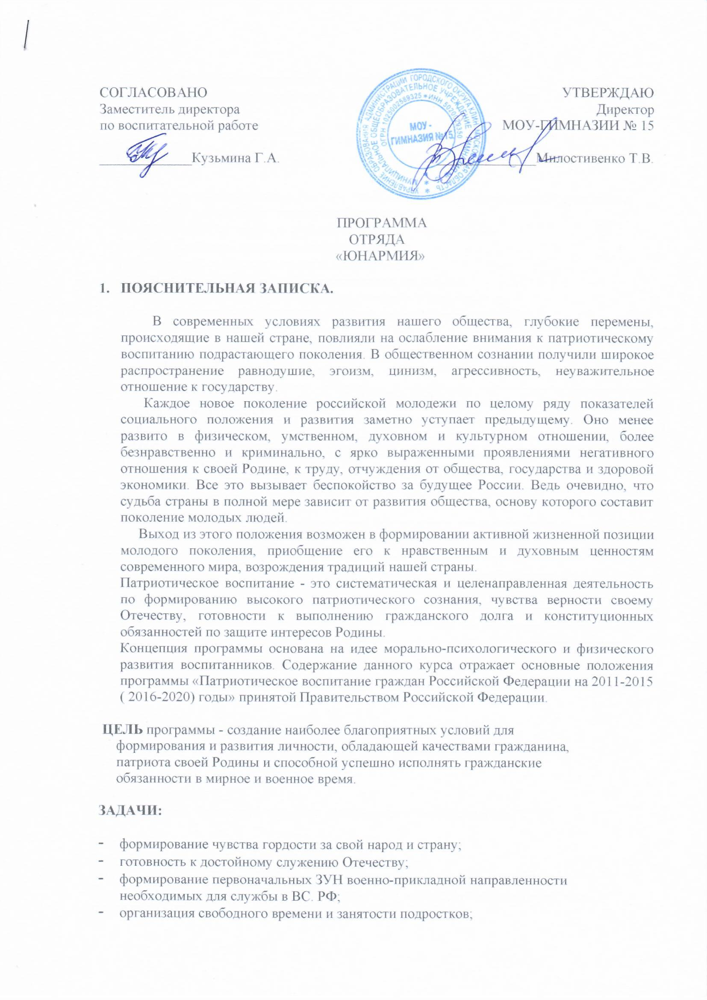 СОГЛАСОВАНО
Заместитель директора
по воспитательной работе
Кузьмина Г.А.
УТВЕРЖДАЮ
Директор
МОУ-ГИМНАЗИИ № 15
Милостивенко Т.В.
УПРАВЛЕНИЕ ОБРАЗОВАНИЯ АДМИНИСТРАЦИИ ГОРОДСКОГО ОКРУГА КЛИН МОСКОВСКАЯ ОБЛАСТЬ
МУНИЦИПАЛЬНОЕ ОБЩЕОБРАЗОВАТЕЛЬНОЕ УЧРЕЖДЕНИЕ
ОГРН 1025002589325 * ИНН
МОУ -
ГИМНАЗИЯ № 15
ПРОГРАММА
ОТРЯДА
«ЮНАРМИЯ»
1. ПОЯСНИТЕЛЬНАЯ ЗАПИСКА.
В современных условиях развития нашего общества, глубокие перемены,
происходящие в нашей стране, повлияли на ослабление внимания к патриотическому
воспитанию подрастающего поколения. В общественном сознании получили широкое
распространение равнодушие, эгоизм, цинизм, агрессивность, неуважительное
отношение к государству.
Каждое новое поколение российской молодежи по целому ряду показателей
социального положения и развития заметно уступает предыдущему. Оно менее
развито в физическом, умственном, духовном и культурном отношении, более
безнравственно и криминально, с ярко выраженными проявлениями негативного
отношения к своей Родине, к труду, отчуждения от общества, государства и здоровой
экономики. Все это вызывает беспокойство за будущее России. Ведь очевидно, что
судьба страны в полной мере зависит от развития общества, основу которого составит
поколение молодых людей.
Выход из этого положения возможен в формировании активной жизненной позиции
молодого поколения, приобщение его к нравственным и духовным ценностям
современного мира, возрождения традиций нашей страны.
Патриотическое воспитание - это систематическая и целенаправленная деятельность
по формированию высокого патриотического сознания, чувства верности своему
Отечеству, готовности к выполнению гражданского долга и конституционных
обязанностей по защите интересов Родины.
Концепция программы основана на идее морально-психологического и физического
развития воспитанников. Содержание данного курса отражает основные положения
программы «Патриотическое воспитание граждан Российской Федерации на 2011-2015
( 2016-2020) годы» принятой Правительством Российской Федерации.
ЦЕЛЬ программы - создание наиболее благоприятных условий для
формирования и развития личности, обладающей качествами гражданина,
патриота своей Родины и способной успешно исполнять гражданские
обязанности в мирное и военное время.
ЗАДАЧИ:
- формирование чувства гордости за свой народ и страну;
- готовность к достойному служению Отечеству;
- формирование первоначальных ЗУН военно-прикладной направленности
необходимых для службы в ВС. РФ;
- организация свободного времени и занятости подростков;